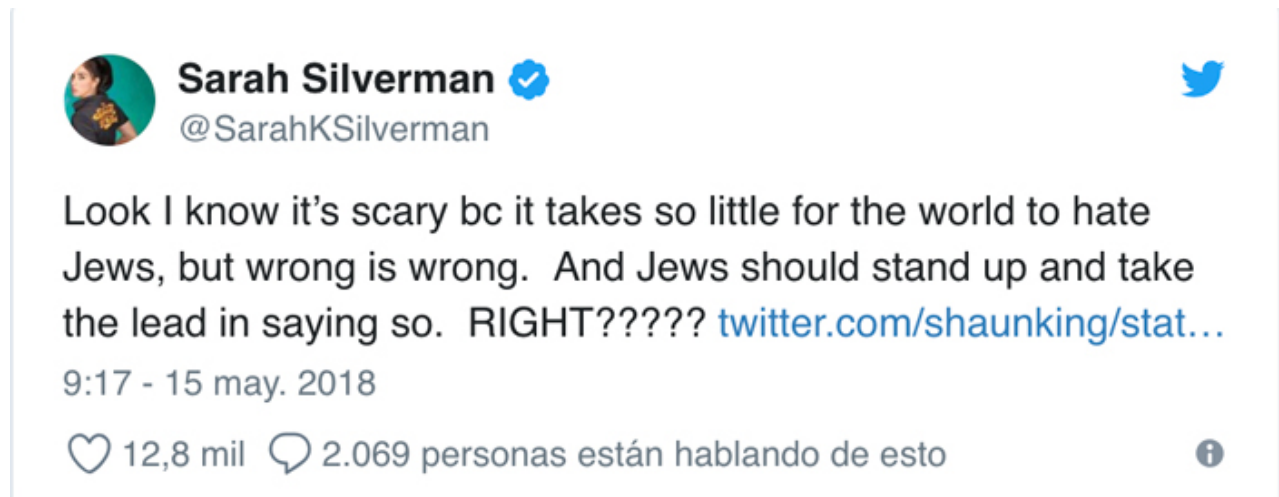 Sarah Silverman
@SarahKSilverman
Look I know it’s scary bc it takes so little for the world to hate
Jews, but wrong is wrong.  And Jews should stand up and take
the lead in saying so.  RIGHT????? twitter.com/shaunking/stat…
9:17 - 15 may. 2018
12,8 mil 2.069 personas están hablando de esto